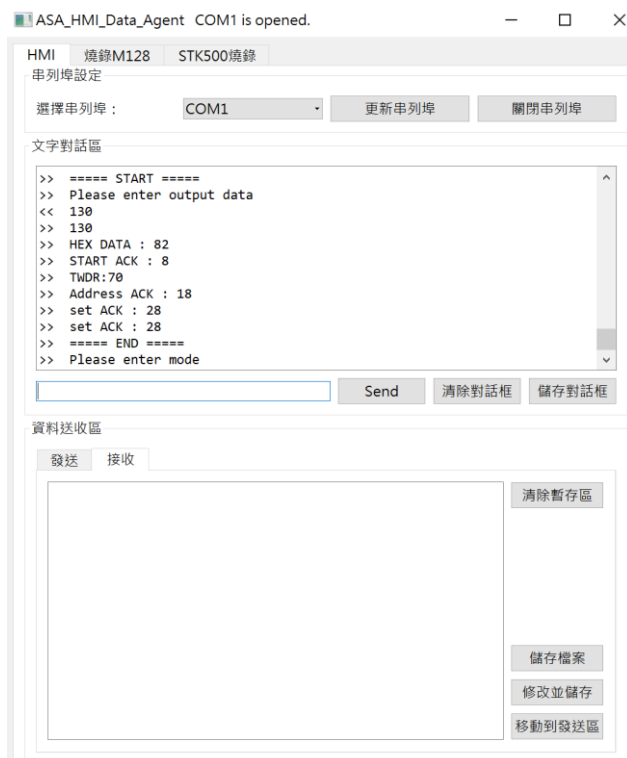 ASA_HMI_Data_Agent COM1 is opened.
HMI 燒錄M128 STK500燒錄
串列埠設定
選擇串列埠： COM1 更新串列埠 關閉串列埠
文字對話區
>> ===== START =====
>> Please enter output data
<< 130
>> 130
>> HEX DATA : 82
>> START ACK : 8
>> TWDR:70
>> Address ACK : 18
>> set ACK : 28
>> set ACK : 28
>> ===== END =====
>> Please enter mode
Send 清除對話框 儲存對話框
資料送收區
發送 接收
清除暫存區
儲存檔案
修改並儲存
移動到發送區